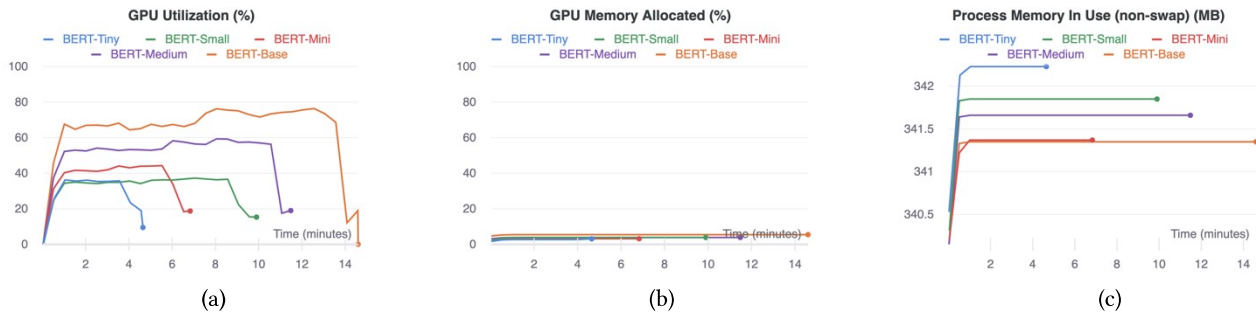 GPU Utilization (%)
BERT-Tiny BERT-Small BERT-Mini
BERT-Medium BERT-Base
100
80
60
40
20
0
Time (minutes)
2 4 6 8 10 12 14
(a)
GPU Memory Allocated (%)
BERT-Tiny BERT-Small BERT-Mini
BERT-Medium BERT-Base
100
80
60
40
20
0
Time (minutes)
2 4 6 8 10 12 14
(b)
Process Memory In Use (non-swap) (MB)
BERT-Tiny BERT-Small BERT-Mini
BERT-Medium BERT-Base
342
341.5
341
340.5
Time (minutes)
2 4 6 8 10 12 14
(c)